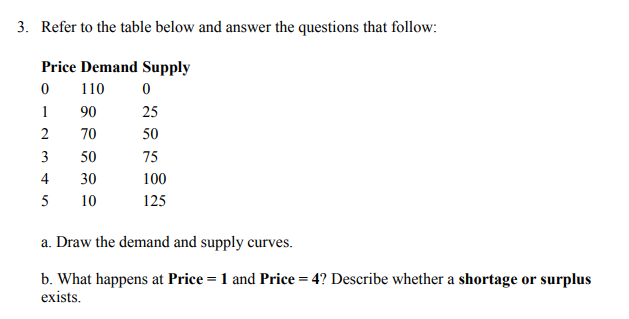 3. Refer to the table below and answer the questions that follow:
Price Demand Supply
0 110 0
1 90 25
2 70 50
3 50 75
4 30 100
5 10 125
a. Draw the demand and supply curves.
b. What happens at Price = 1 and Price = 4? Describe whether a shortage or surplus
exists.